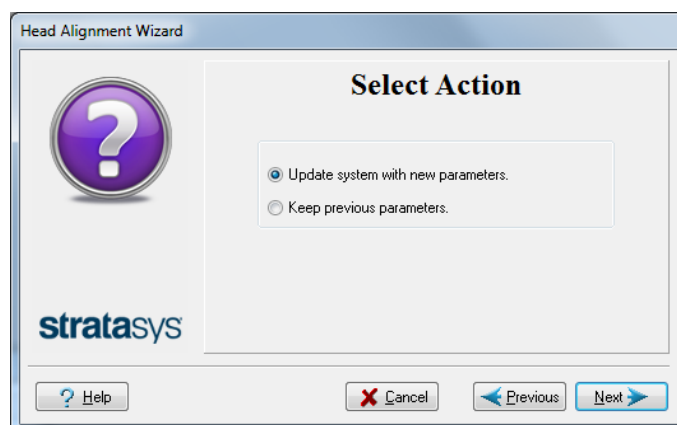 Head Alignment Wizard
Select Action
Update system with new parameters.
Keep previous parameters.
stratasys
? Help
Cancel
Previous
Next